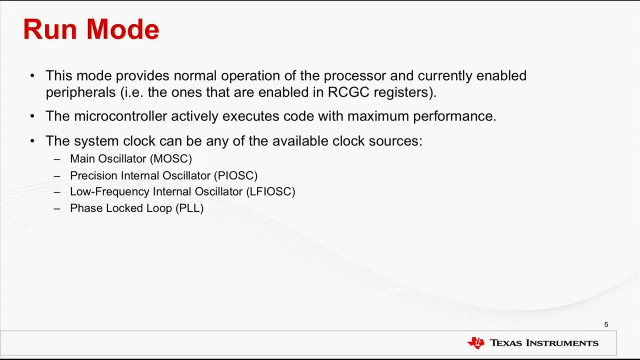 Run Mode
• This mode provides normal operation of the processor and currently enabled
peripherals (i.e. the ones that are enabled in RCGC registers).
• The microcontroller actively executes code with maximum performance.
• The system clock can be any of the available clock sources:
– Main Oscillator (MOSC)
– Precision Internal Oscillator (PIOSC)
– Low-Frequency Internal Oscillator (LFIOSC)
– Phase Locked Loop (PLL)
5
TEXAS INSTRUMENTS